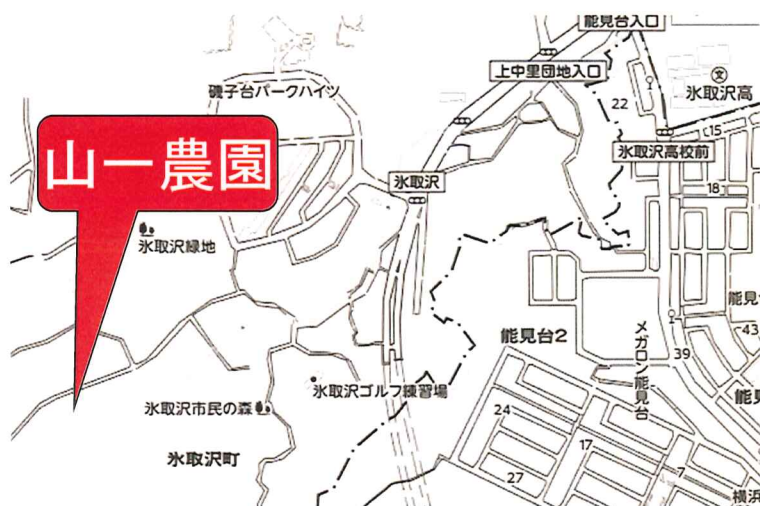 能見台入口
上中里団地入口
文
氷取沢高
22
磯子台パークハイツ
15
氷取沢高校前
山一農園
氷取沢
18
氷取沢緑地
能見台2
メガロン能見台
43
39
氷取沢ゴルフ練習場
氷取沢市民の森
24
17
氷取沢町
27
7
横浜